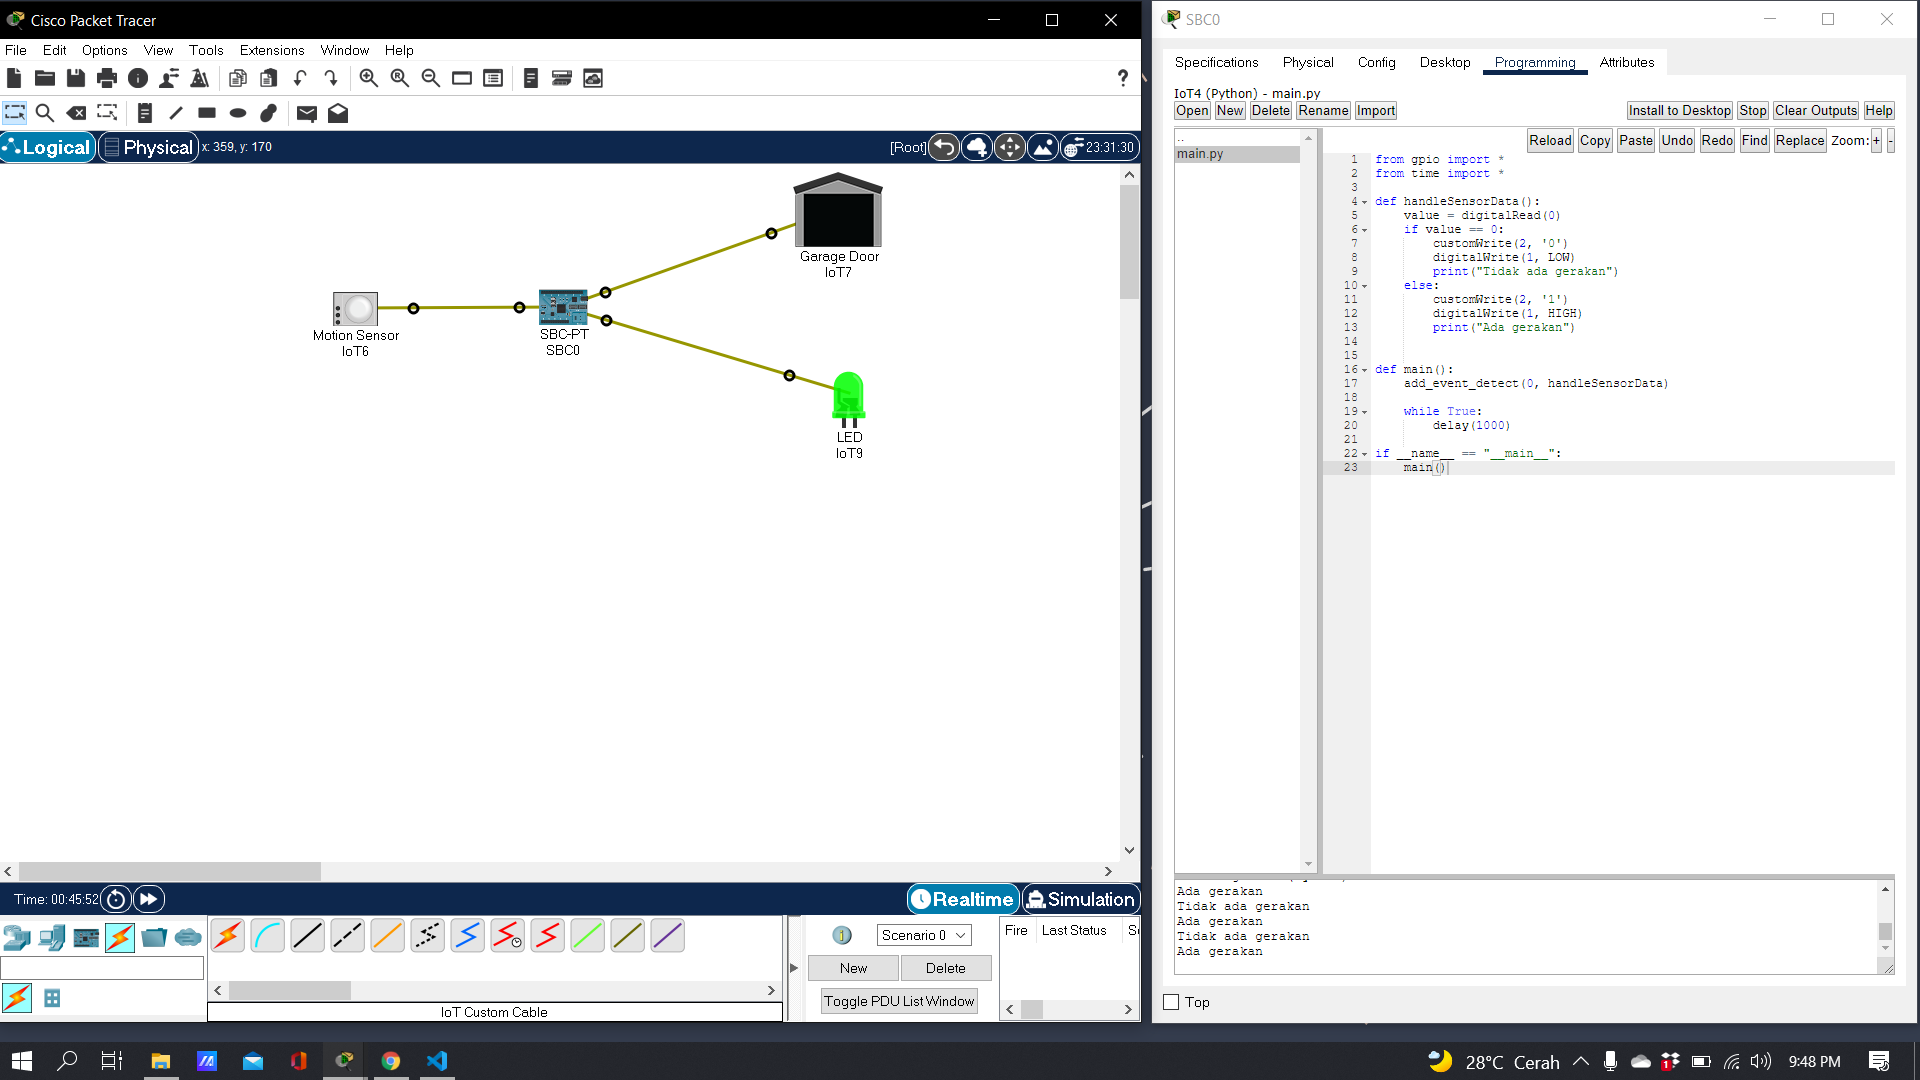 Cisco Packet Tracer
File Edit Options View Tools Extensions Window Help
?
Logical Physical x: 359, y: 170 [Root] 23:31:30
Garage Door
IoT7
Motion Sensor
IoT6
SBC-PT
SBC0
LED
IoT9
Time: 00:45:52 Realtime Simulation
Scenario 0
New Delete
Toggle PDU List Window
Fire Last Status
IoT Custom Cable
SBC0
Specifications Physical Config Desktop Programming Attributes
IoT4 (Python) - main.py
Open New Delete Rename Import Install to Desktop Stop Clear Outputs Help
..
main.py
Reload Copy Paste Undo Redo Find Replace Zoom: + -
1 from gpio import *
2 from time import *
3
4 def handleSensorData():
5     value = digitalRead(0)
6     if value == 0:
7         customWrite(2, '0')
8         digitalWrite(1, LOW)
9         print("Tidak ada gerakan")
10     else:
11         customWrite(2, '1')
12         digitalWrite(1, HIGH)
13         print("Ada gerakan")
14
15
16 def main():
17     add_event_detect(0, handleSensorData)
18
19     while True:
20         delay(1000)
21
22 if __name__ == "__main__":
23     main()
Ada gerakan
Tidak ada gerakan
Ada gerakan
Tidak ada gerakan
Ada gerakan
Top
28°C Cerah 1 9:48 PM